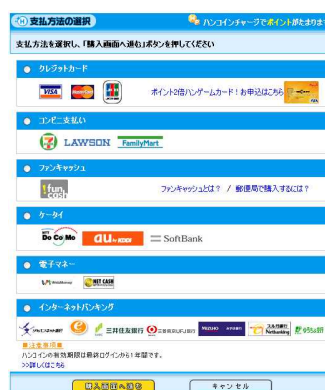 支払方法の選択
ハンコインチャージでポイントがたまります
支払方法を選択し、「購入画面へ進む」ボタンを押してください
クレジットカード
VISA MasterCard JCB
ポイント2倍ハンゲームカード！お申込はこちら
コンビニ支払い
LAWSON FamilyMart
ファンキャッシュ
fun cash
ファンキャッシュとは？ / 郵便局で購入するには？
ケータイ
DoCoMo au by KDDI SoftBank
電子マネー
WebMoney NET CASH
インターネットバンキング
三井住友銀行 三菱東京UFJ銀行 MIZUHO スルガ銀行 Netbanking
■注意事項■
ハンコインの有効期限は最終ログインから1年間です。
>>詳しくはこちら
購入画面へ進む キャンセル